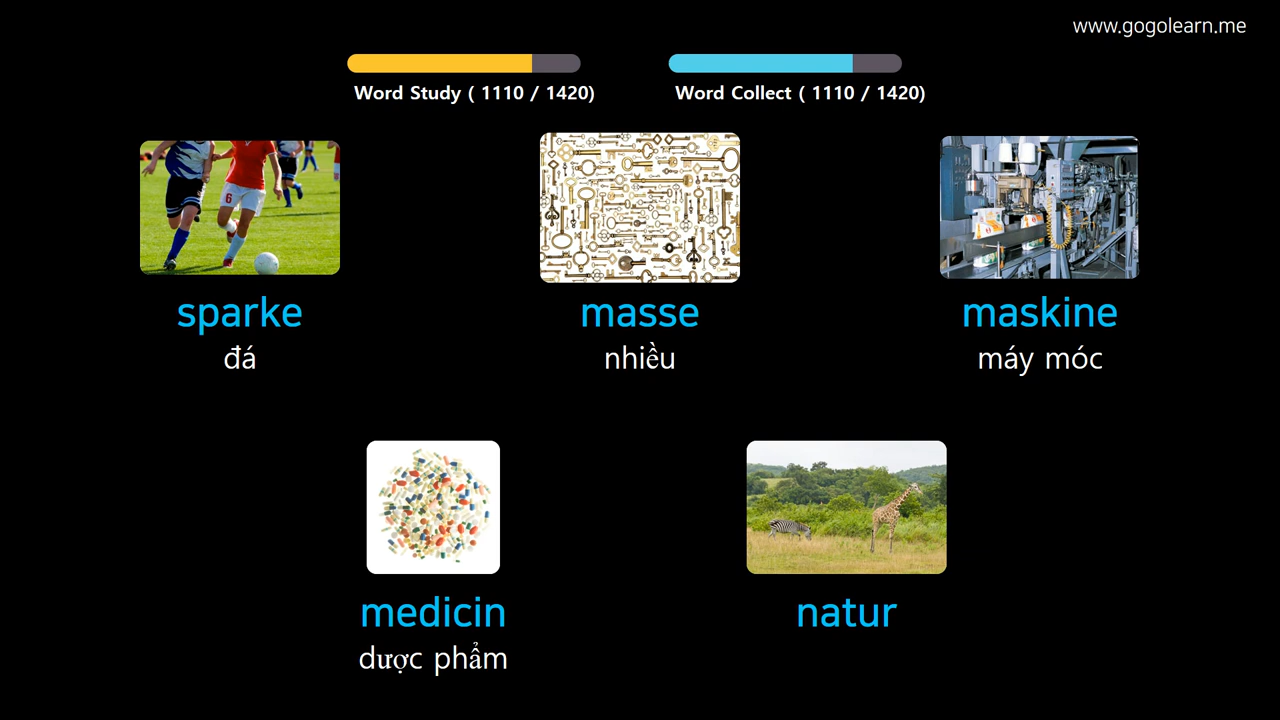 www.gogolearn.me
Word Study ( 1110 / 1420)
Word Collect ( 1110 / 1420)
6
sparke
đá
masse
nhiều
maskine
máy móc
medicin
dược phẩm
natur